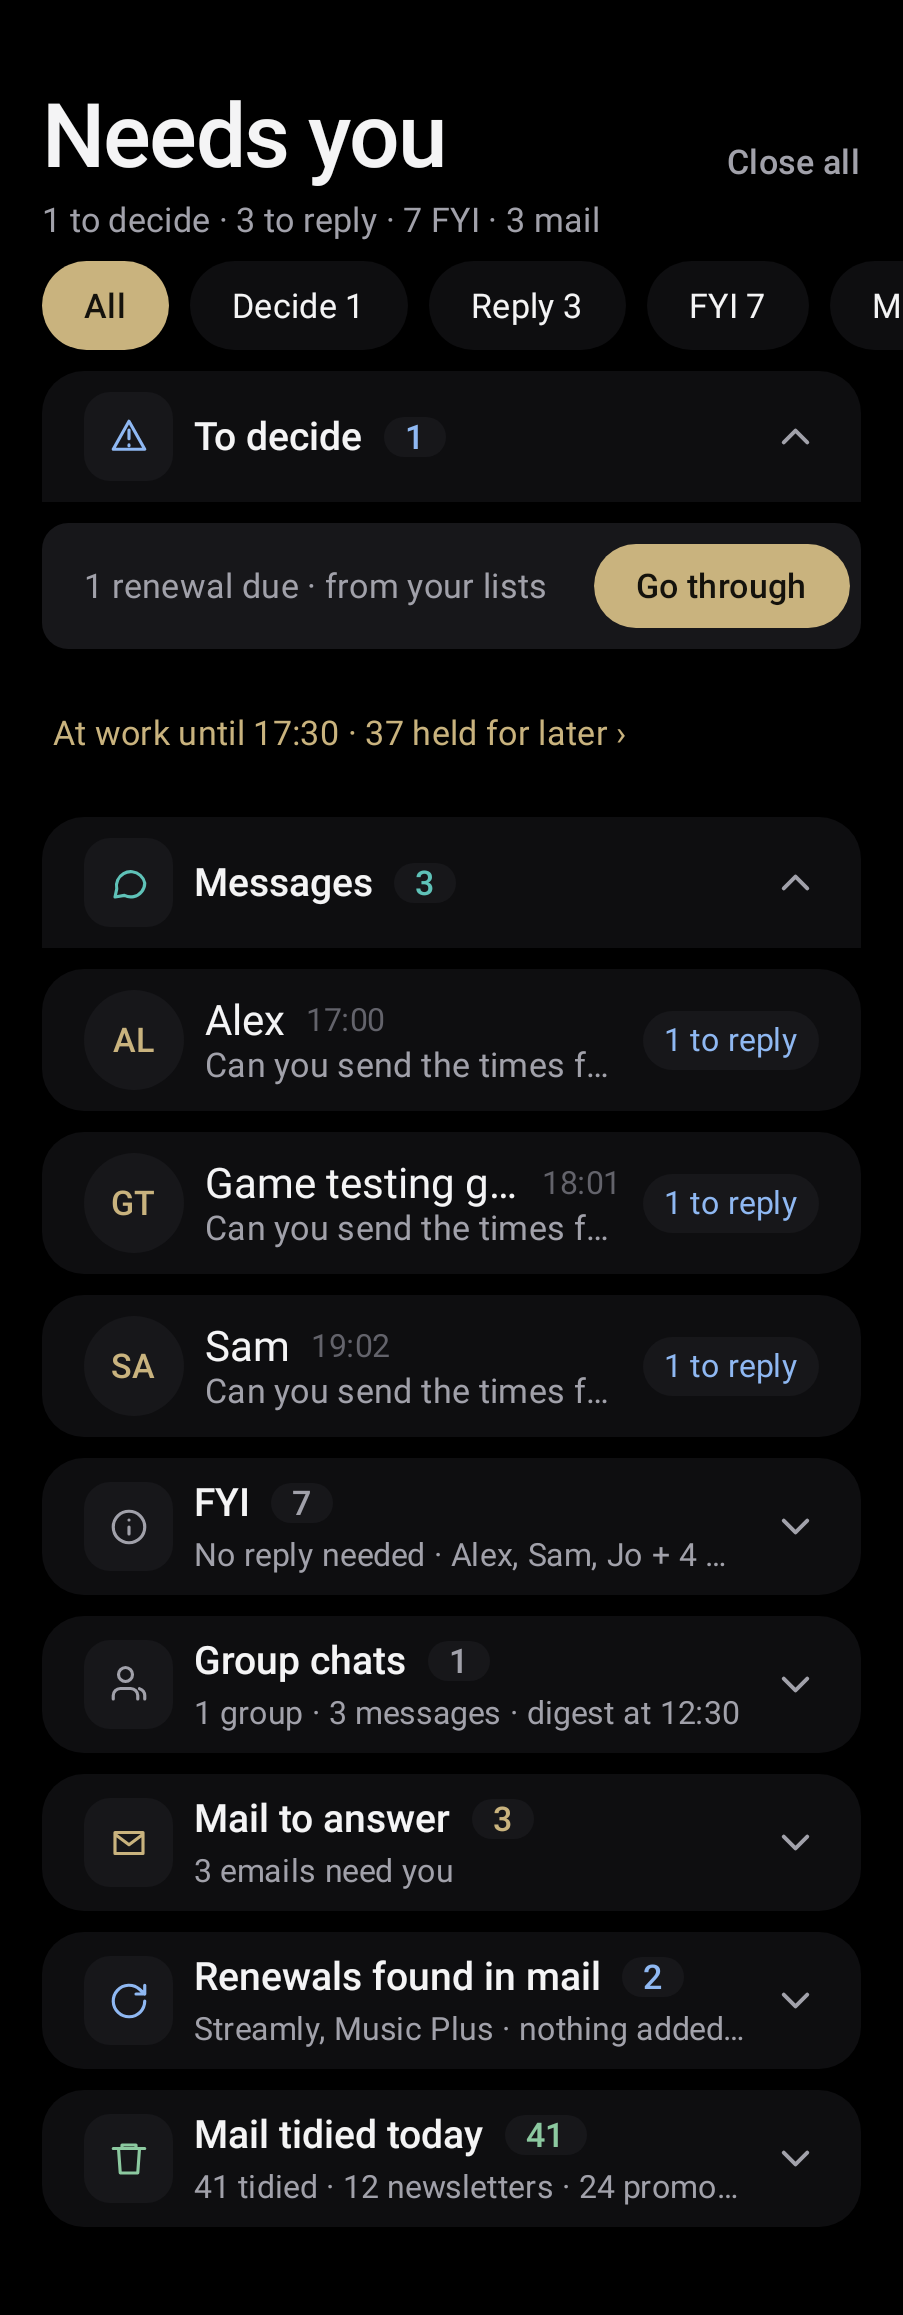 Needs you
Close all
1 to decide · 3 to reply · 7 FYI · 3 mail
All
Decide 1
Reply 3
FYI 7
M
To decide 1
1 renewal due · from your lists
Go through
At work until 17:30 · 37 held for later ›
Messages 3
AL
Alex 17:00
Can you send the times f…
1 to reply
GT
Game testing g… 18:01
Can you send the times f…
1 to reply
SA
Sam 19:02
Can you send the times f…
1 to reply
FYI 7
No reply needed · Alex, Sam, Jo + 4 …
Group chats 1
1 group · 3 messages · digest at 12:30
Mail to answer 3
3 emails need you
Renewals found in mail 2
Streamly, Music Plus · nothing added…
Mail tidied today 41
41 tidied · 12 newsletters · 24 promo…